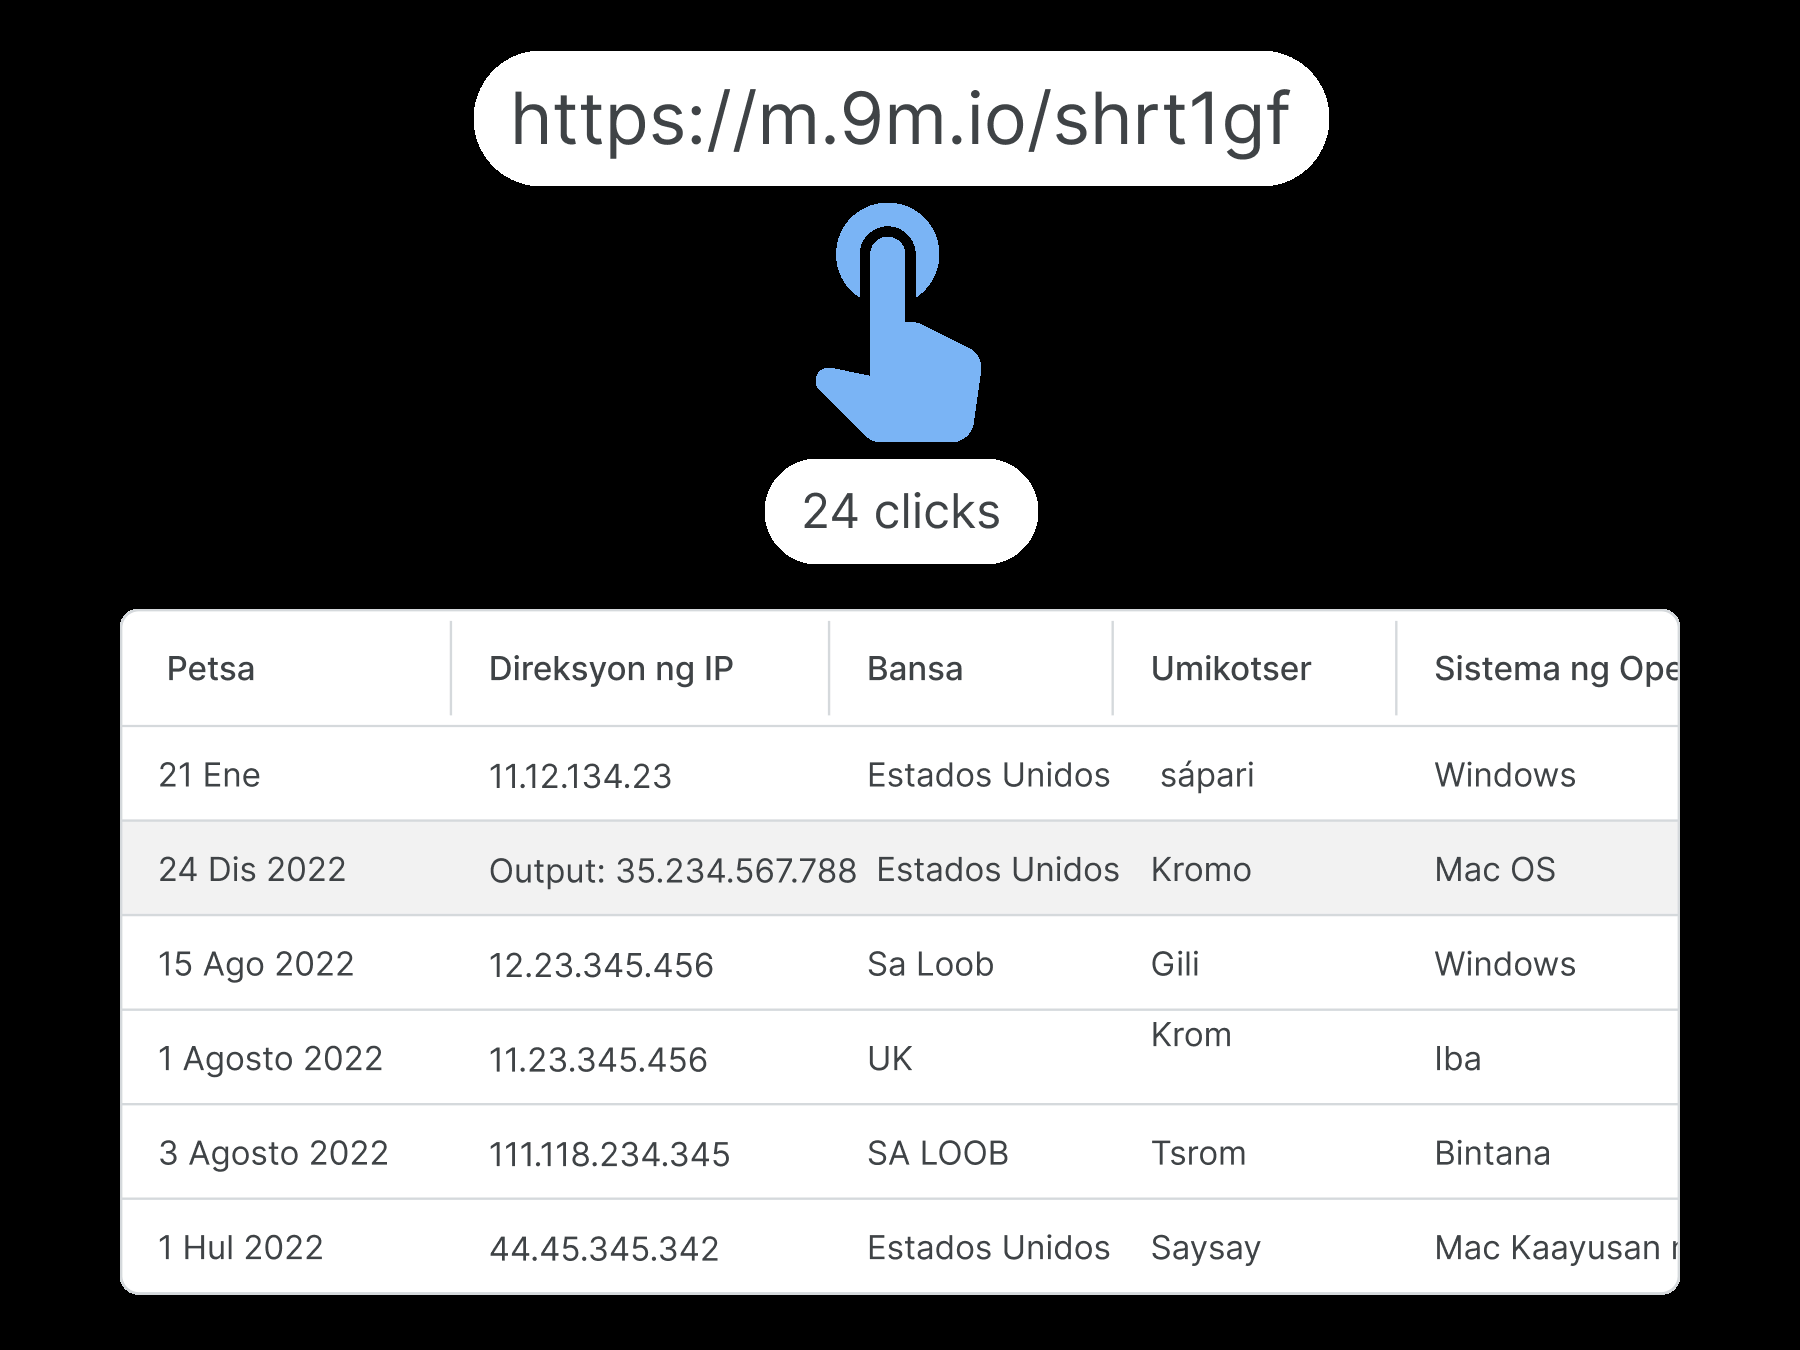 https://m.9m.io/shrt1gf
24 clicks
Petsa Direksyon ng IP Bansa Umikotser Sistema ng Ope
21 Ene 11.12.134.23 Estados Unidos sápari Windows
24 Dis 2022 Output: 35.234.567.788 Estados Unidos Kromo Mac OS
15 Ago 2022 12.23.345.456 Sa Loob Gili Windows
1 Agosto 2022 11.23.345.456 UK Krom Iba
3 Agosto 2022 111.118.234.345 SA LOOB Tsrom Bintana
1 Hul 2022 44.45.345.342 Estados Unidos Saysay Mac Kaayusan